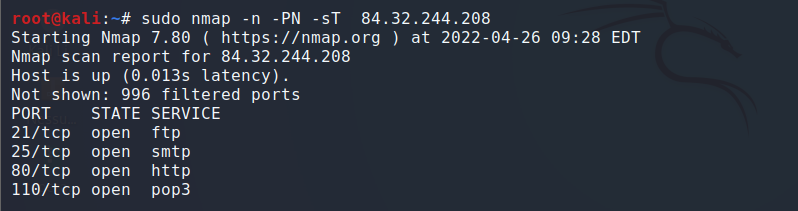 root@kali:~# sudo nmap -n -PN -sT  84.32.244.208
Starting Nmap 7.80 ( https://nmap.org ) at 2022-04-26 09:28 EDT
Nmap scan report for 84.32.244.208
Host is up (0.013s latency).
Not shown: 996 filtered ports
PORT    STATE SERVICE
21/tcp  open  ftp
25/tcp  open  smtp
80/tcp  open  http
110/tcp open  pop3